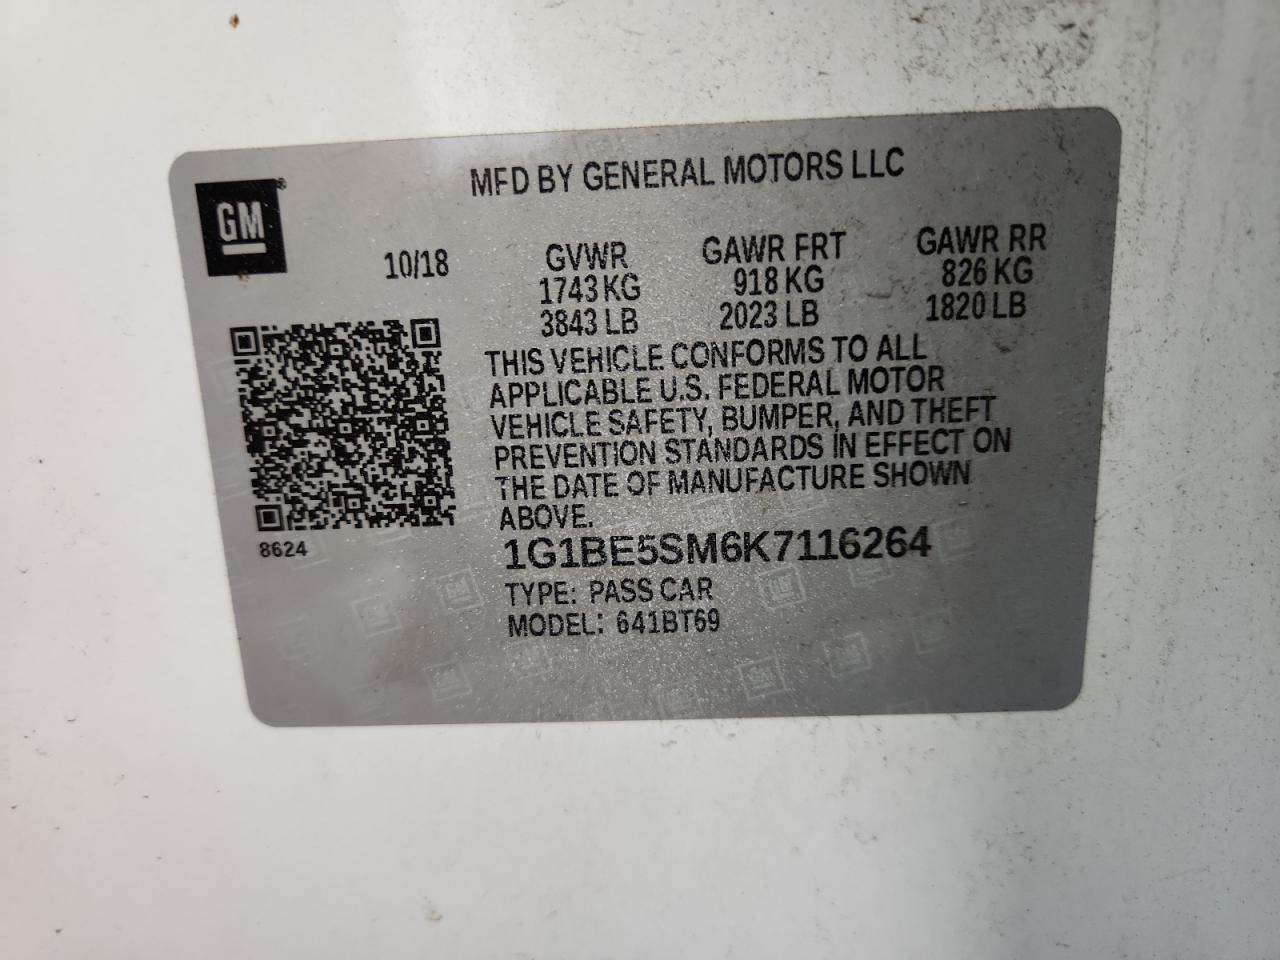 MFD BY GENERAL MOTORS LLC
GM®
10/18
GVWR GAWR FRT GAWR RR
1743 KG 918 KG 826 KG
3843 LB 2023 LB 1820 LB
THIS VEHICLE CONFORMS TO ALL
APPLICABLE U.S. FEDERAL MOTOR
VEHICLE SAFETY, BUMPER, AND THEFT
PREVENTION STANDARDS IN EFFECT ON
THE DATE OF MANUFACTURE SHOWN
ABOVE.
8624
1G1BE5SM6K7116264
TYPE: PASS CAR
MODEL: 641BT69